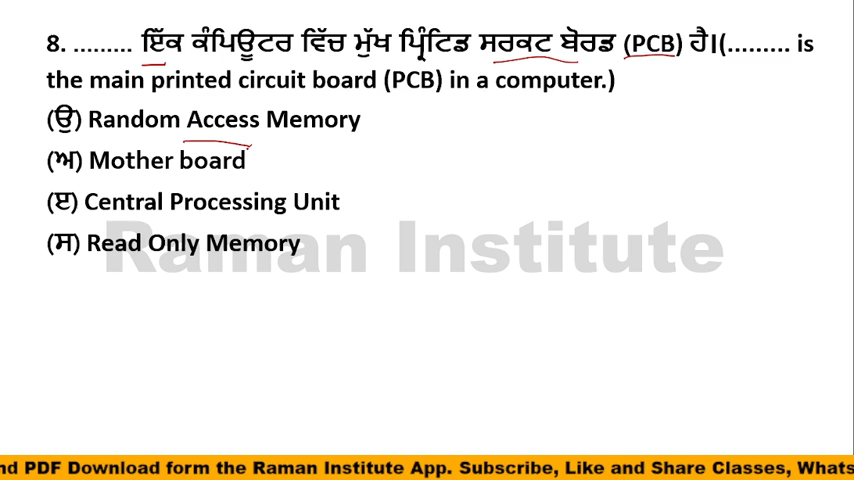 8. ......... ਇੱਕ ਕੰਪਿਊਟਰ ਵਿੱਚ ਮੁੱਖ ਪ੍ਰਿੰਟਿਡ ਸਰਕਟ ਬੋਰਡ (PCB) ਹੈ।(......... is
the main printed circuit board (PCB) in a computer.)
(ੳ) Random Access Memory
(ਅ) Mother board
(ੲ) Central Processing Unit
(ਸ) Read Only Memory
Raman Institute
nd PDF Download form the Raman Institute App. Subscribe, Like and Share Classes, Whats